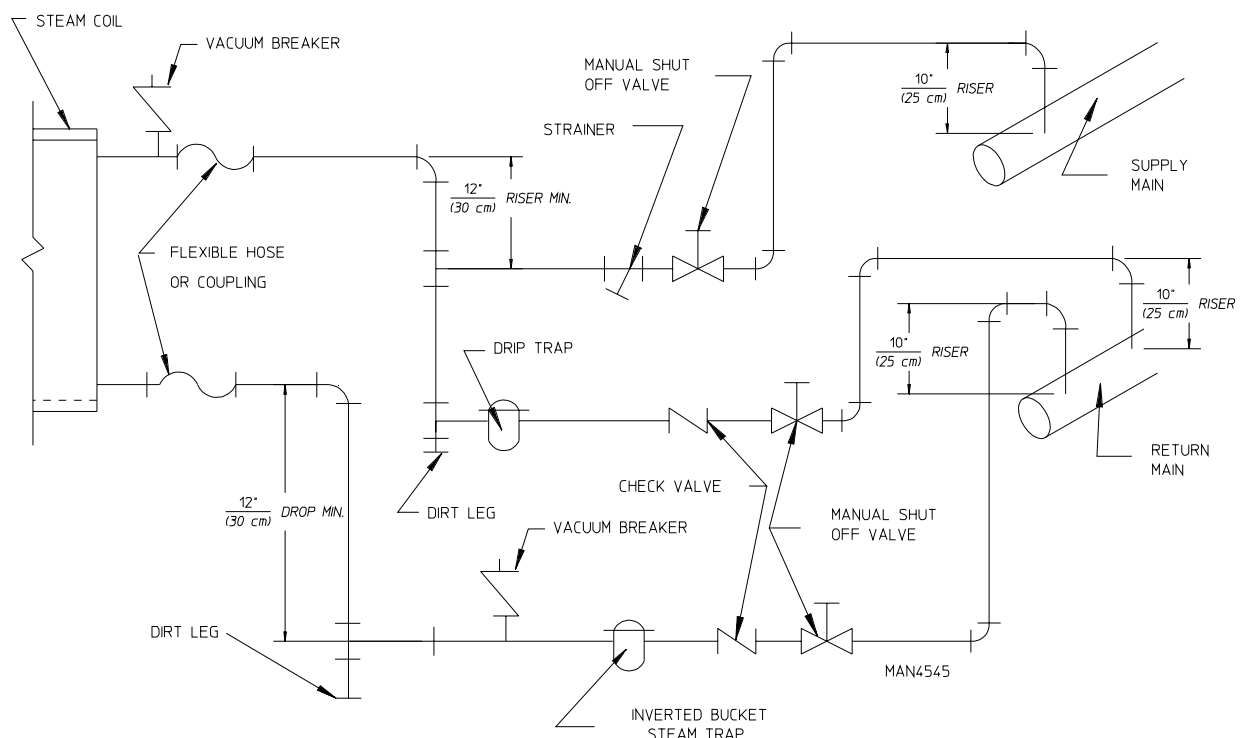 STEAM COIL
VACUUM BREAKER
MANUAL SHUT
OFF VALVE
10"
(25 cm) RISER
STRAINER
SUPPLY
MAIN
12"
(30 cm) RISER MIN.
FLEXIBLE HOSE
OR COUPLING
10"
(25 cm) RISER
10"
(25 cm) RISER
DRIP TRAP
RETURN
MAIN
CHECK VALVE
12"
(30 cm) DROP MIN.
DIRT LEG
VACUUM BREAKER
MANUAL SHUT
OFF VALVE
DIRT LEG
MAN4545
INVERTED BUCKET
STEAM TRAP